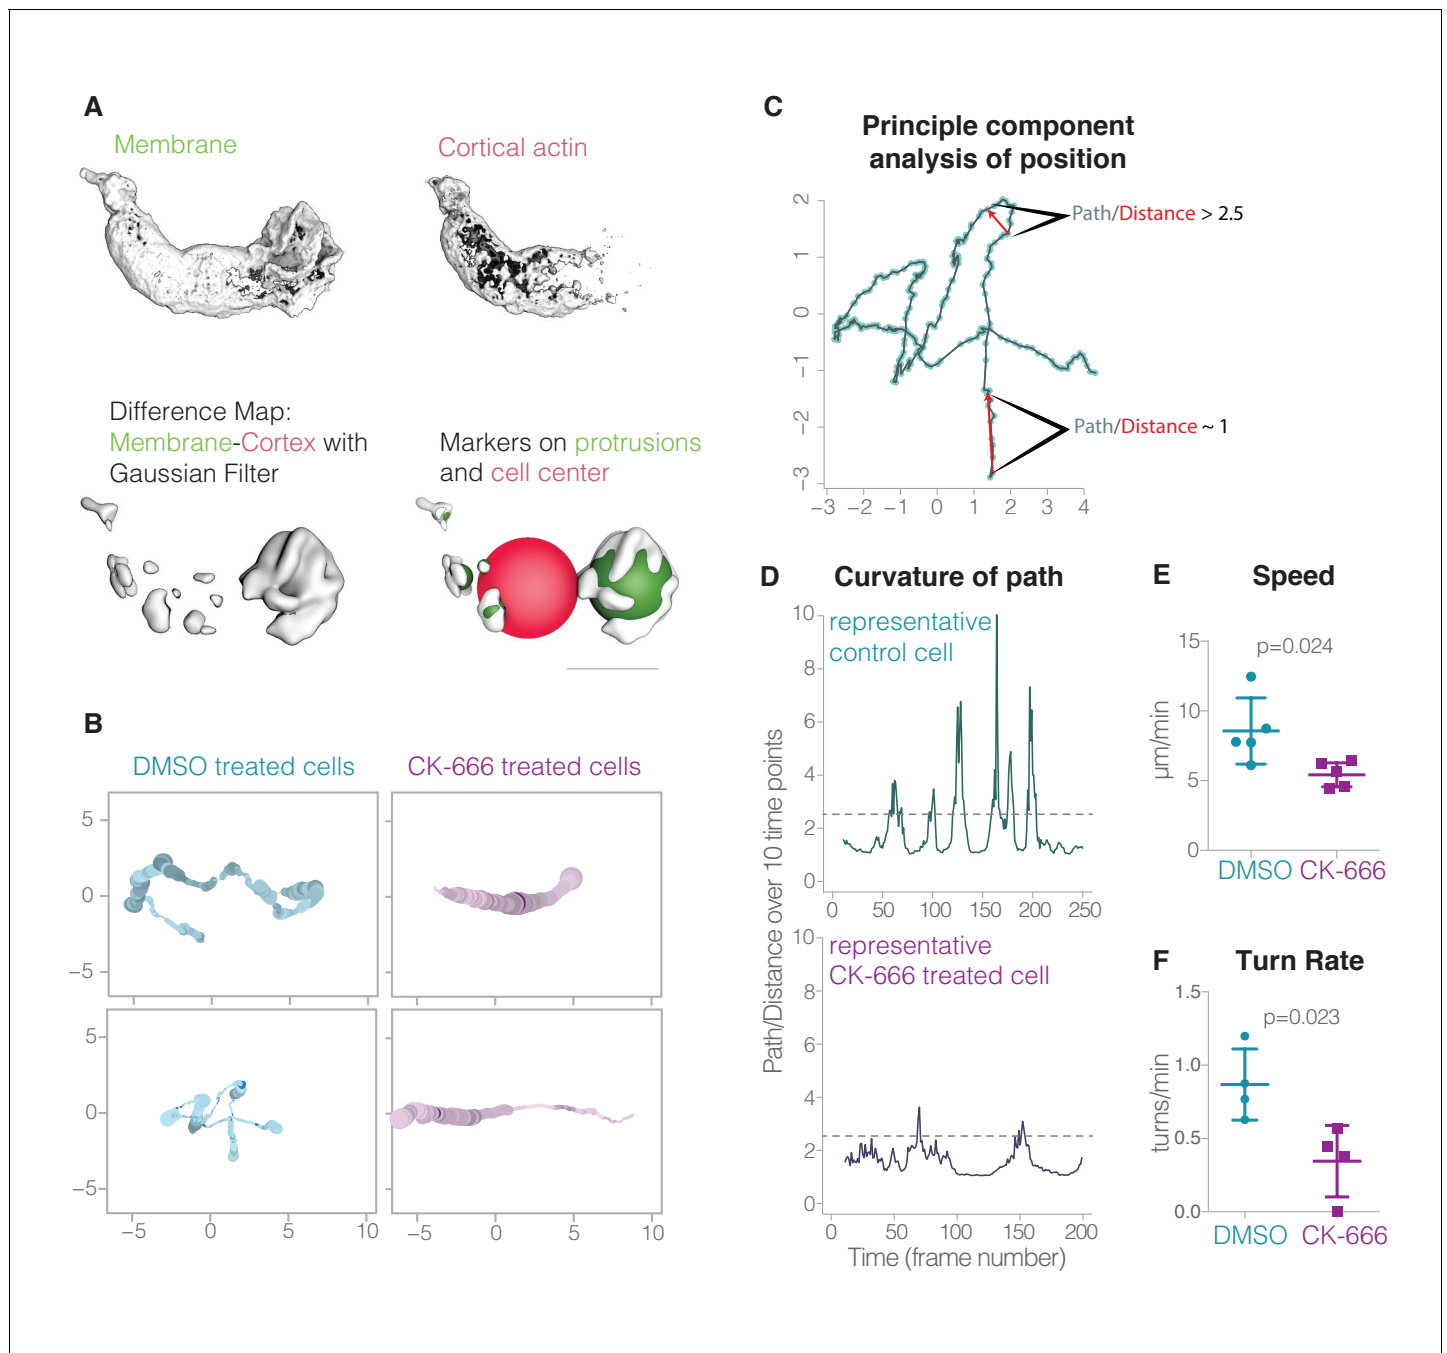 A
Membrane
Cortical actin
Difference Map:
Membrane-Cortex with
Gaussian Filter
Markers on protrusions
and cell center
B
DMSO treated cells
CK-666 treated cells
5
0
−5
5
0
−5
−5 0 5 10
−5 0 5 10
C
Principle component
analysis of position
2
1
0
−1
−2
−3
−3 −2 −1 0 1 2 3 4
Path/Distance > 2.5
Path/Distance ~ 1
D
Curvature of path
Path/Distance over 10 time points
representative
control cell
10
8
6
4
2
0
0 50 100 150 200 250
representative
CK-666 treated cell
10
8
6
4
2
0
0 50 100 150 200
Time (frame number)
E
Speed
µm/min
15
10
5
0
p=0.024
DMSO CK-666
F
Turn Rate
turns/min
1.5
1.0
0.5
0.0
p=0.023
DMSO CK-666